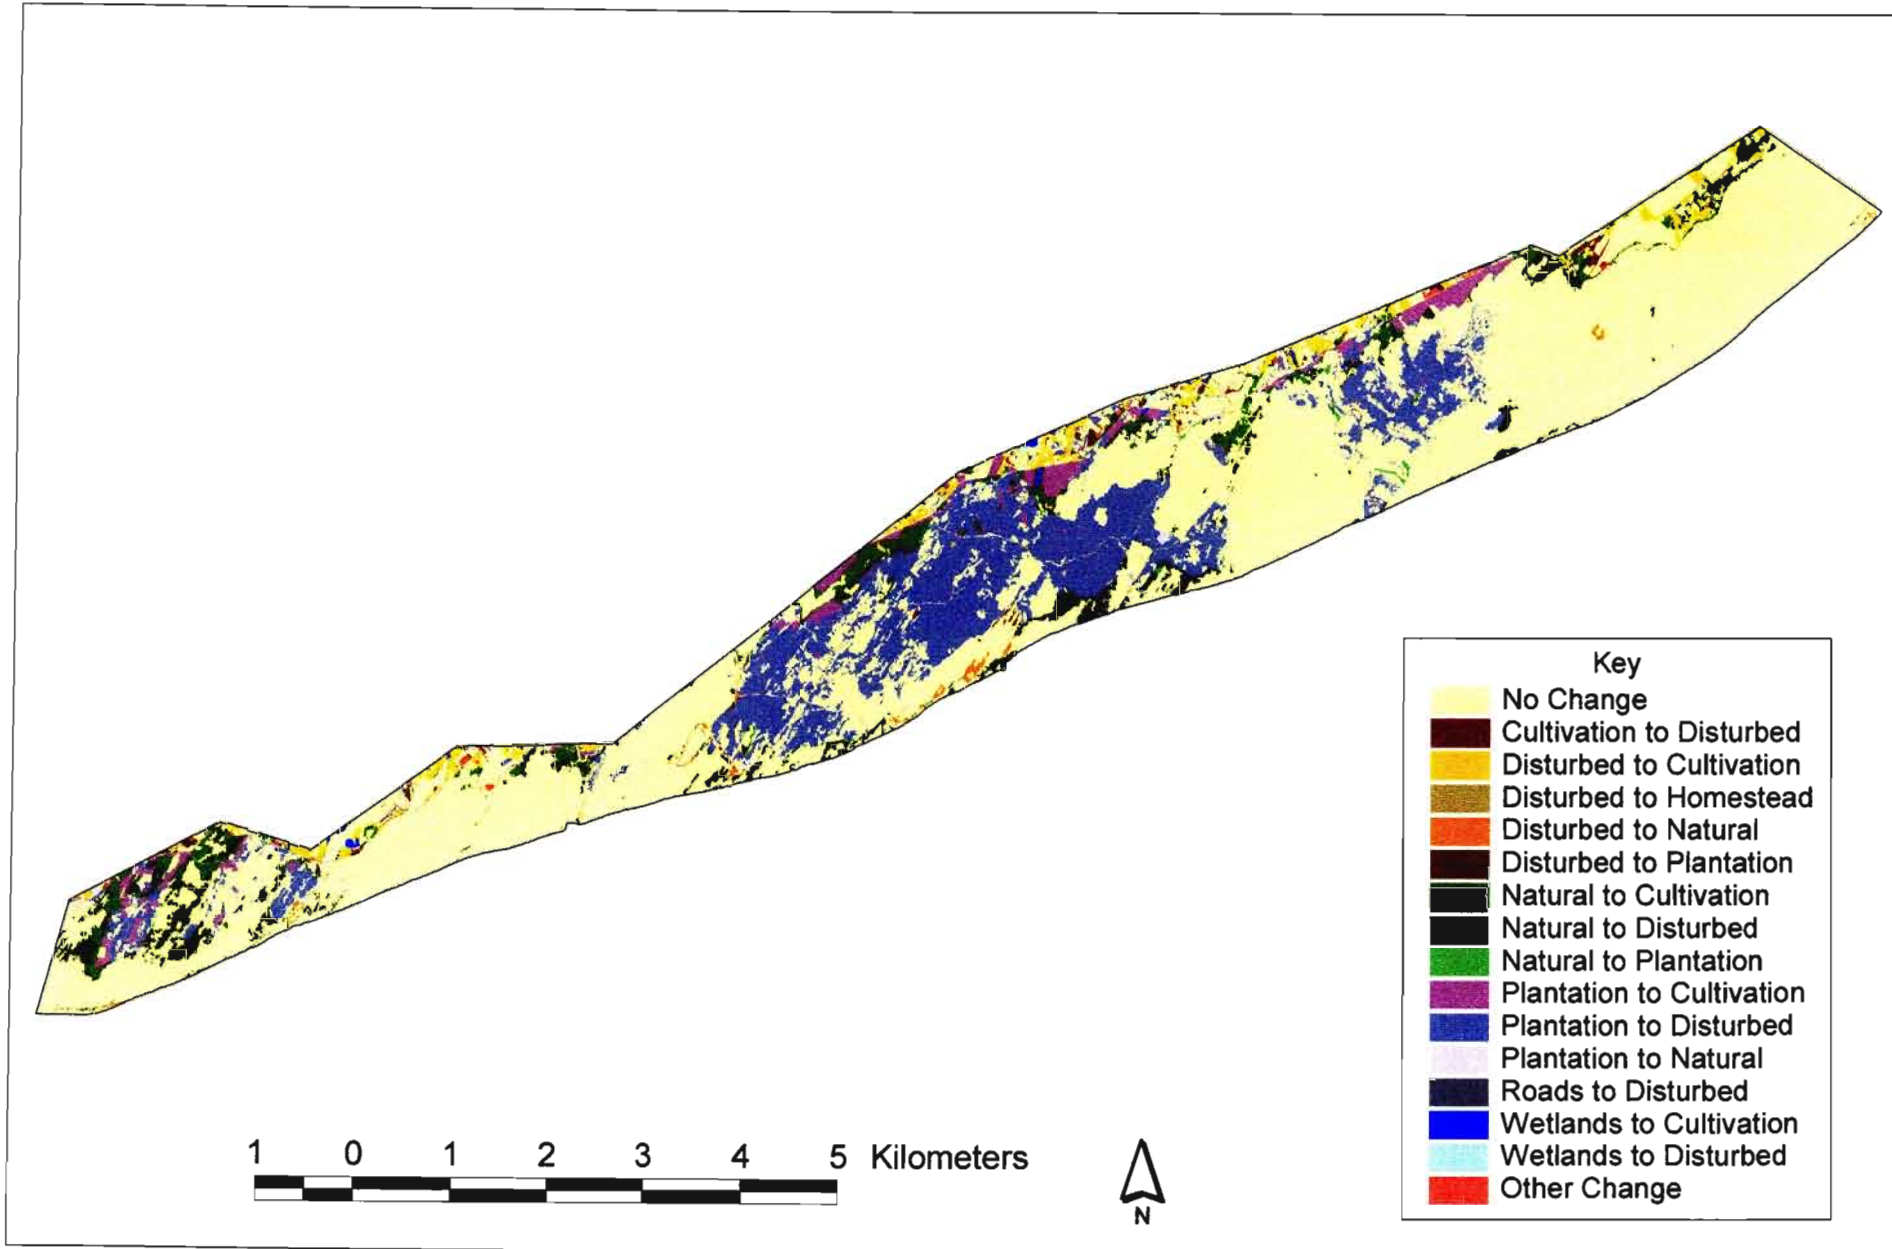 Key
No Change
Cultivation to Disturbed
Disturbed to Cultivation
Disturbed to Homestead
Disturbed to Natural
Disturbed to Plantation
Natural to Cultivation
Natural to Disturbed
Natural to Plantation
Plantation to Cultivation
Plantation to Disturbed
Plantation to Natural
Roads to Disturbed
Wetlands to Cultivation
Wetlands to Disturbed
Other Change
1 0 1 2 3 4 5 Kilometers
N